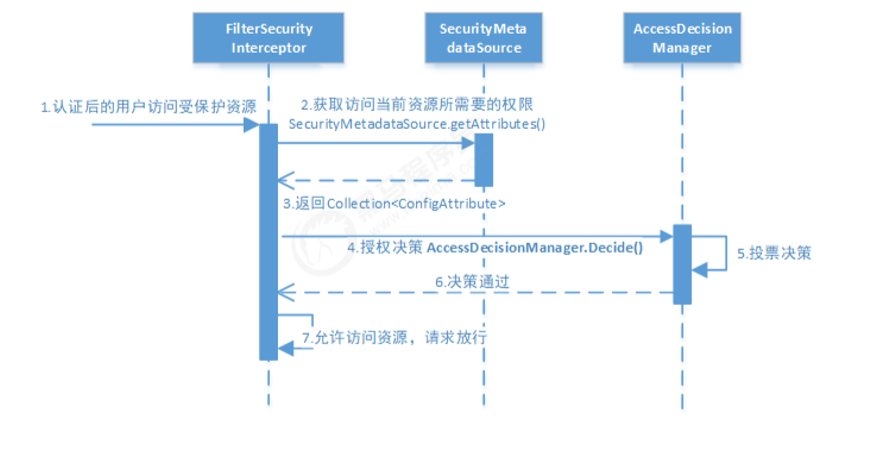 FilterSecurity
Interceptor
SecurityMeta
dataSource
AccessDecision
Manager
1.认证后的用户访问受保护资源
2.获取访问当前资源所需要的权限
SecurityMetadataSource.getAttributes()
3.返回Collection<ConfigAttribute>
4.授权决策 AccessDecisionManager.Decide()
5.投票决策
6.决策通过
7.允许访问资源，请求放行